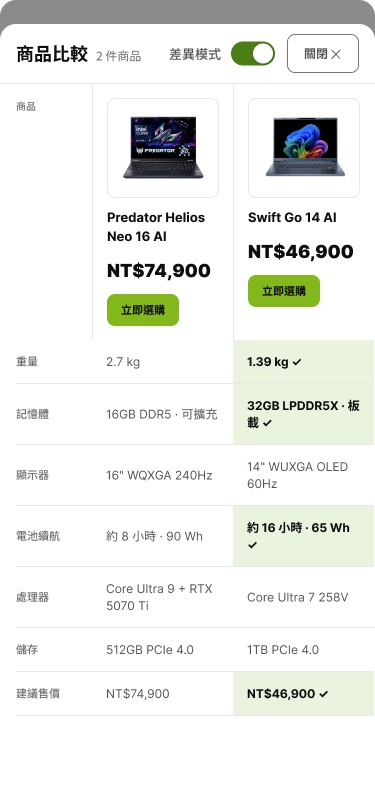 商品比較 2 件商品 差異模式 關閉 ×
商品
intel CORE ULTRA 9 PREDATOR
Predator Helios
Neo 16 AI
NT$74,900
立即選購
Swift Go 14 AI
NT$46,900
立即選購
重量 2.7 kg 1.39 kg ✓
記憶體 16GB DDR5 · 可擴充 32GB LPDDR5X · 板
載 ✓
顯示器 16" WQXGA 240Hz 14" WUXGA OLED
60Hz
電池續航 約 8 小時 · 90 Wh 約 16 小時 · 65 Wh
✓
處理器 Core Ultra 9 + RTX
5070 Ti Core Ultra 7 258V
儲存 512GB PCIe 4.0 1TB PCIe 4.0
建議售價 NT$74,900 NT$46,900 ✓